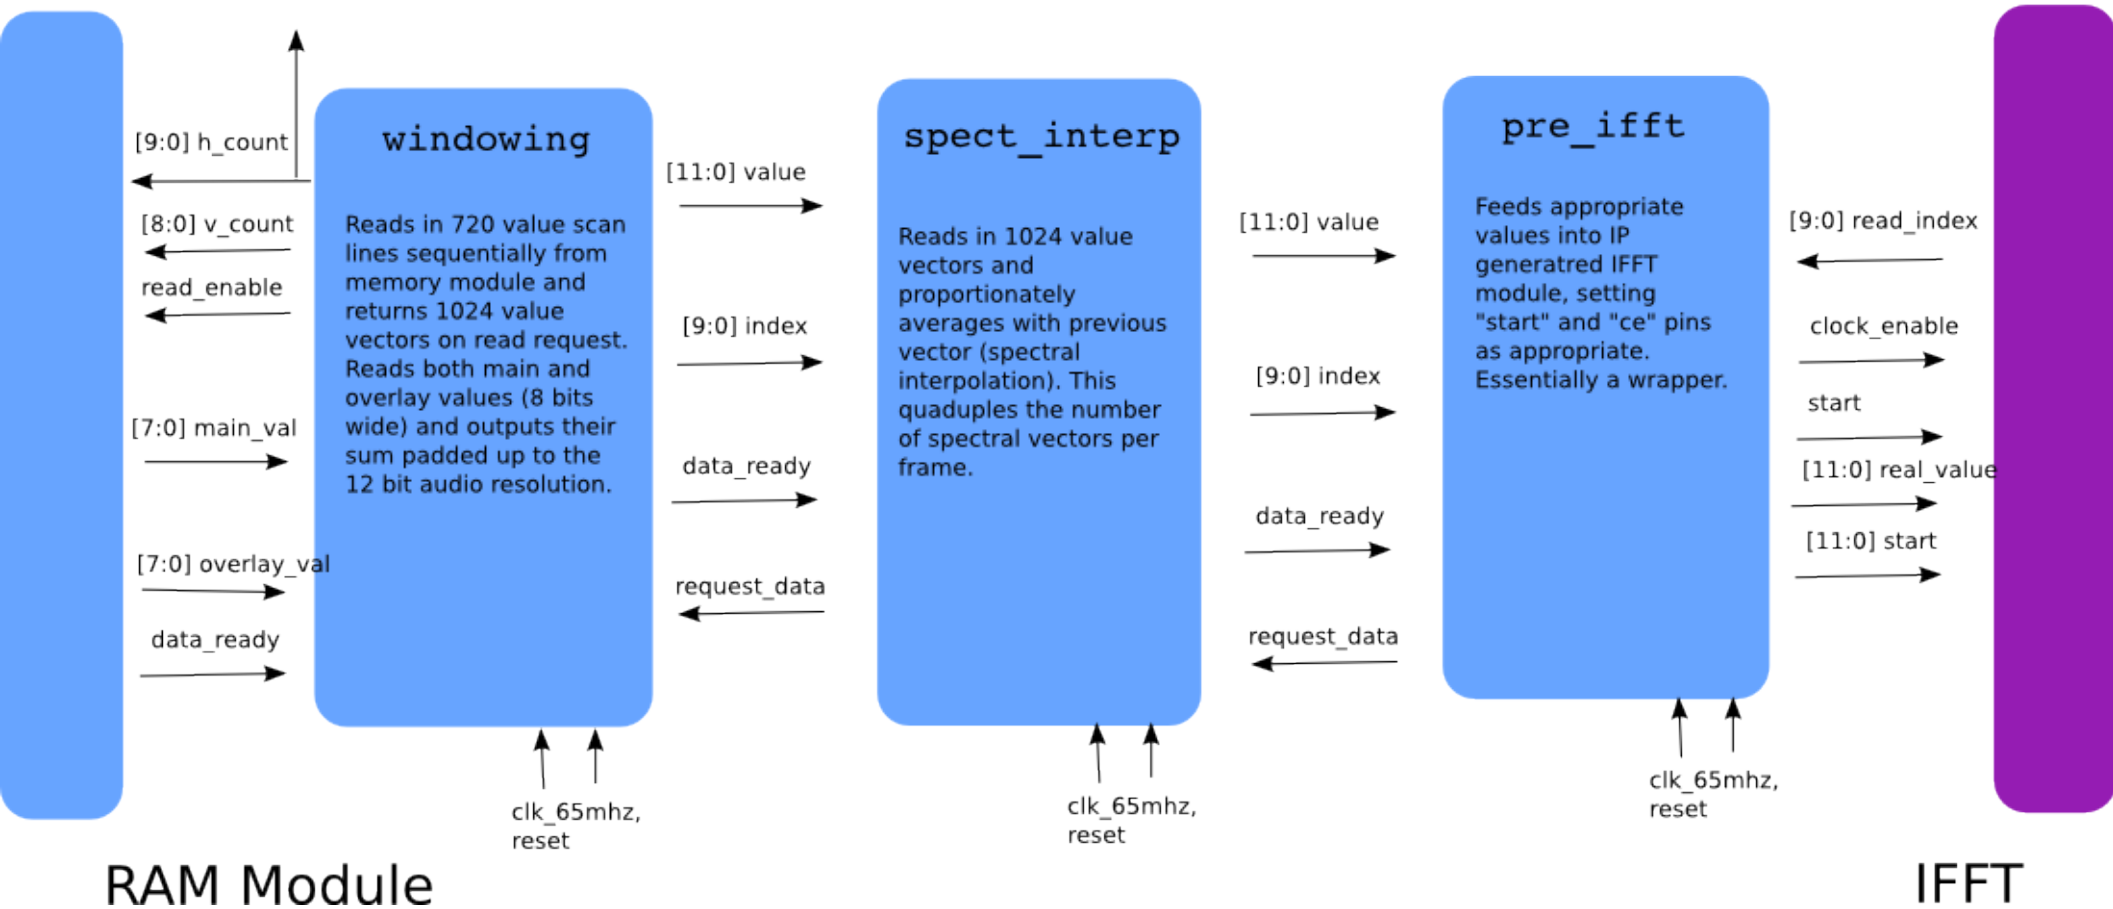 [9:0] h_count
[8:0] v_count
read_enable
[7:0] main_val
[7:0] overlay_val
data_ready
windowing
Reads in 720 value scan
lines sequentially from
memory module and
returns 1024 value
vectors on read request.
Reads both main and
overlay values (8 bits
wide) and outputs their
sum padded up to the
12 bit audio resolution.
clk_65mhz,
reset
[11:0] value
[9:0] index
data_ready
request_data
spect_interp
Reads in 1024 value
vectors and
proportionately
averages with previous
vector (spectral
interpolation). This
quaduples the number
of spectral vectors per
frame.
clk_65mhz,
reset
[11:0] value
[9:0] index
data_ready
request_data
pre_ifft
Feeds appropriate
values into IP
generatred IFFT
module, setting
"start" and "ce" pins
as appropriate.
Essentially a wrapper.
clk_65mhz,
reset
[9:0] read_index
clock_enable
start
[11:0] real_value
[11:0] start
RAM Module
IFFT